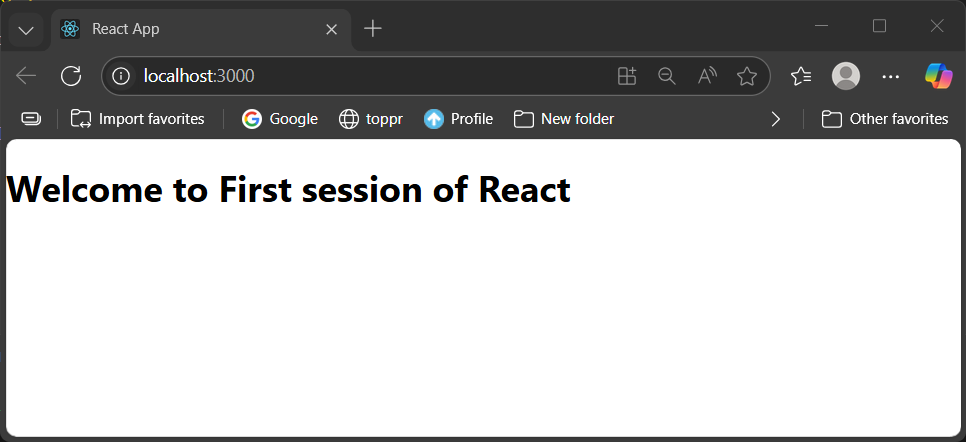 React App
localhost:3000
Import favorites Google toppr Profile New folder Other favorites
Welcome to First session of React